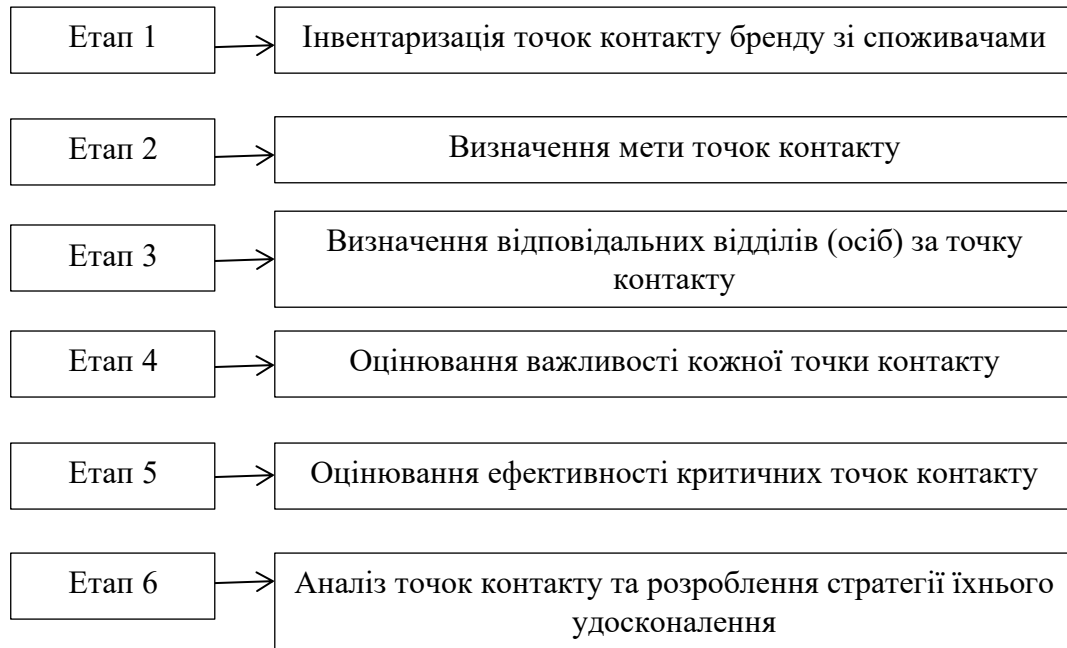 Етап 1
Інвентаризація точок контакту бренду зі споживачами
Етап 2
Визначення мети точок контакту
Етап 3
Визначення відповідальних відділів (осіб) за точку
контакту
Етап 4
Оцінювання важливості кожної точки контакту
Етап 5
Оцінювання ефективності критичних точок контакту
Етап 6
Аналіз точок контакту та розроблення стратегії їхнього
удосконалення